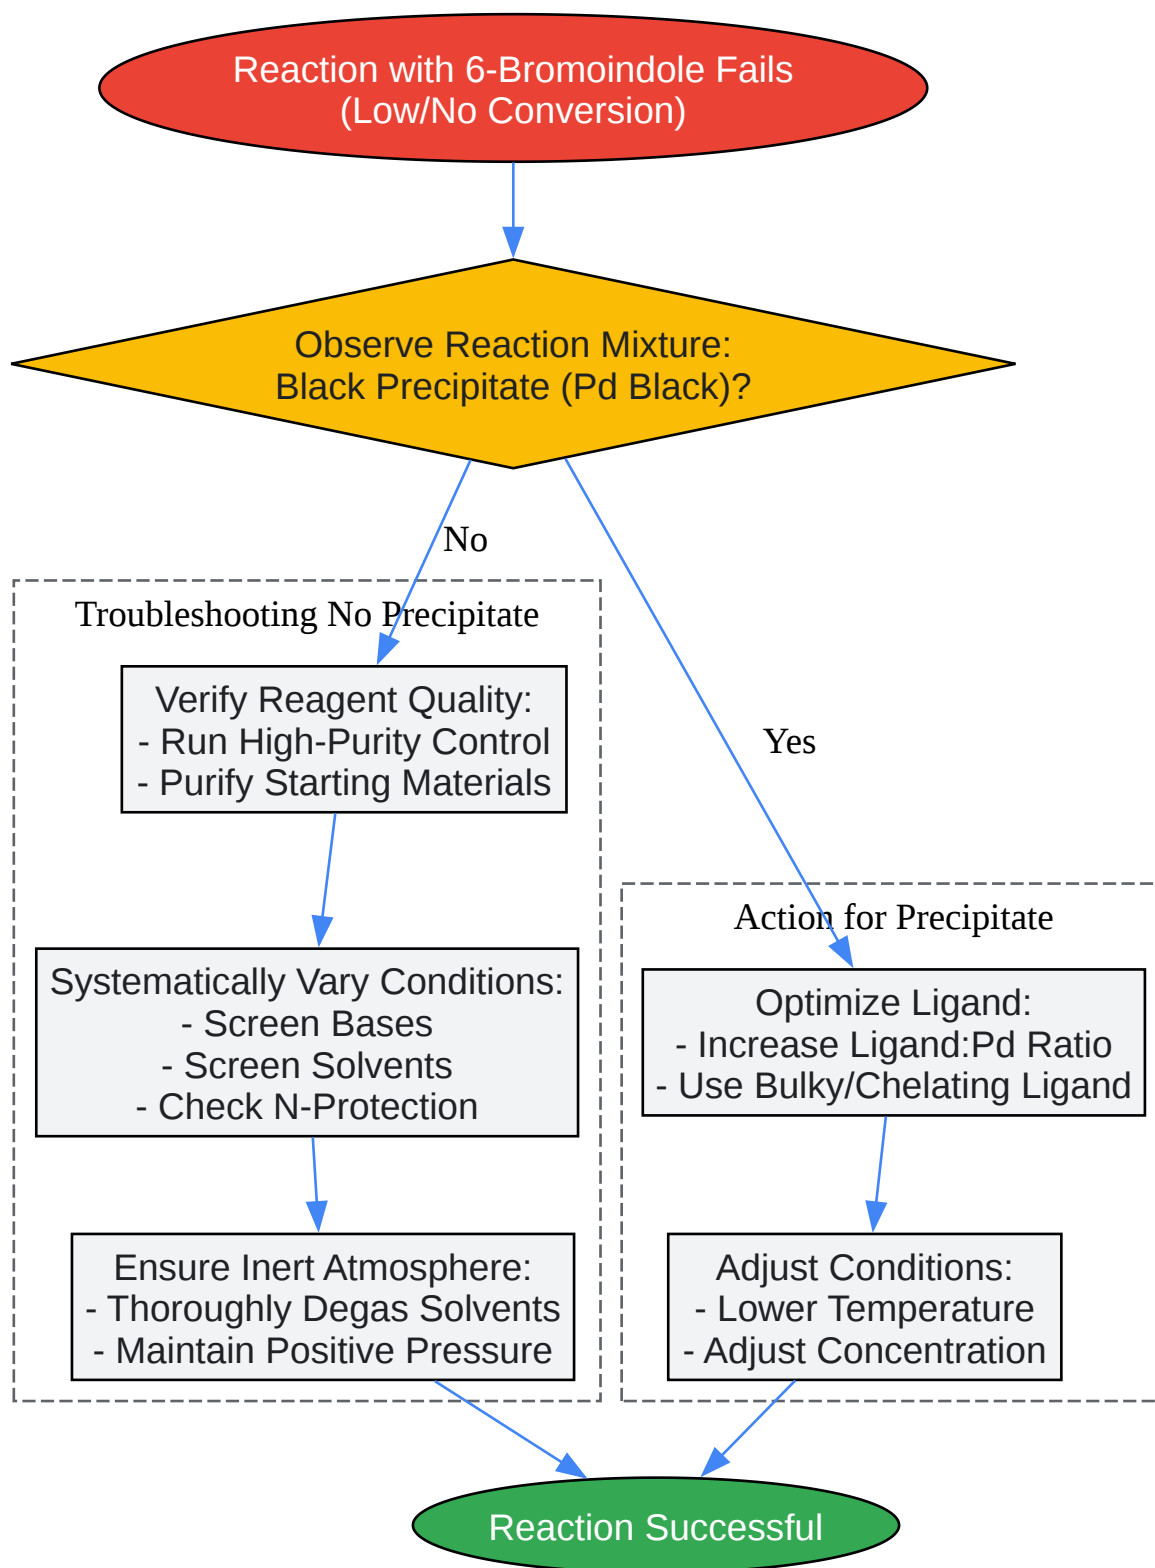 Reaction with 6-Bromoindole Fails
(Low/No Conversion)
Observe Reaction Mixture:
Black Precipitate (Pd Black)?
No
Yes
Troubleshooting No Precipitate
Verify Reagent Quality:
- Run High-Purity Control
- Purify Starting Materials
Systematically Vary Conditions:
- Screen Bases
- Screen Solvents
- Check N-Protection
Ensure Inert Atmosphere:
- Thoroughly Degas Solvents
- Maintain Positive Pressure
Action for Precipitate
Optimize Ligand:
- Increase Ligand:Pd Ratio
- Use Bulky/Chelating Ligand
Adjust Conditions:
- Lower Temperature
- Adjust Concentration
Reaction Successful